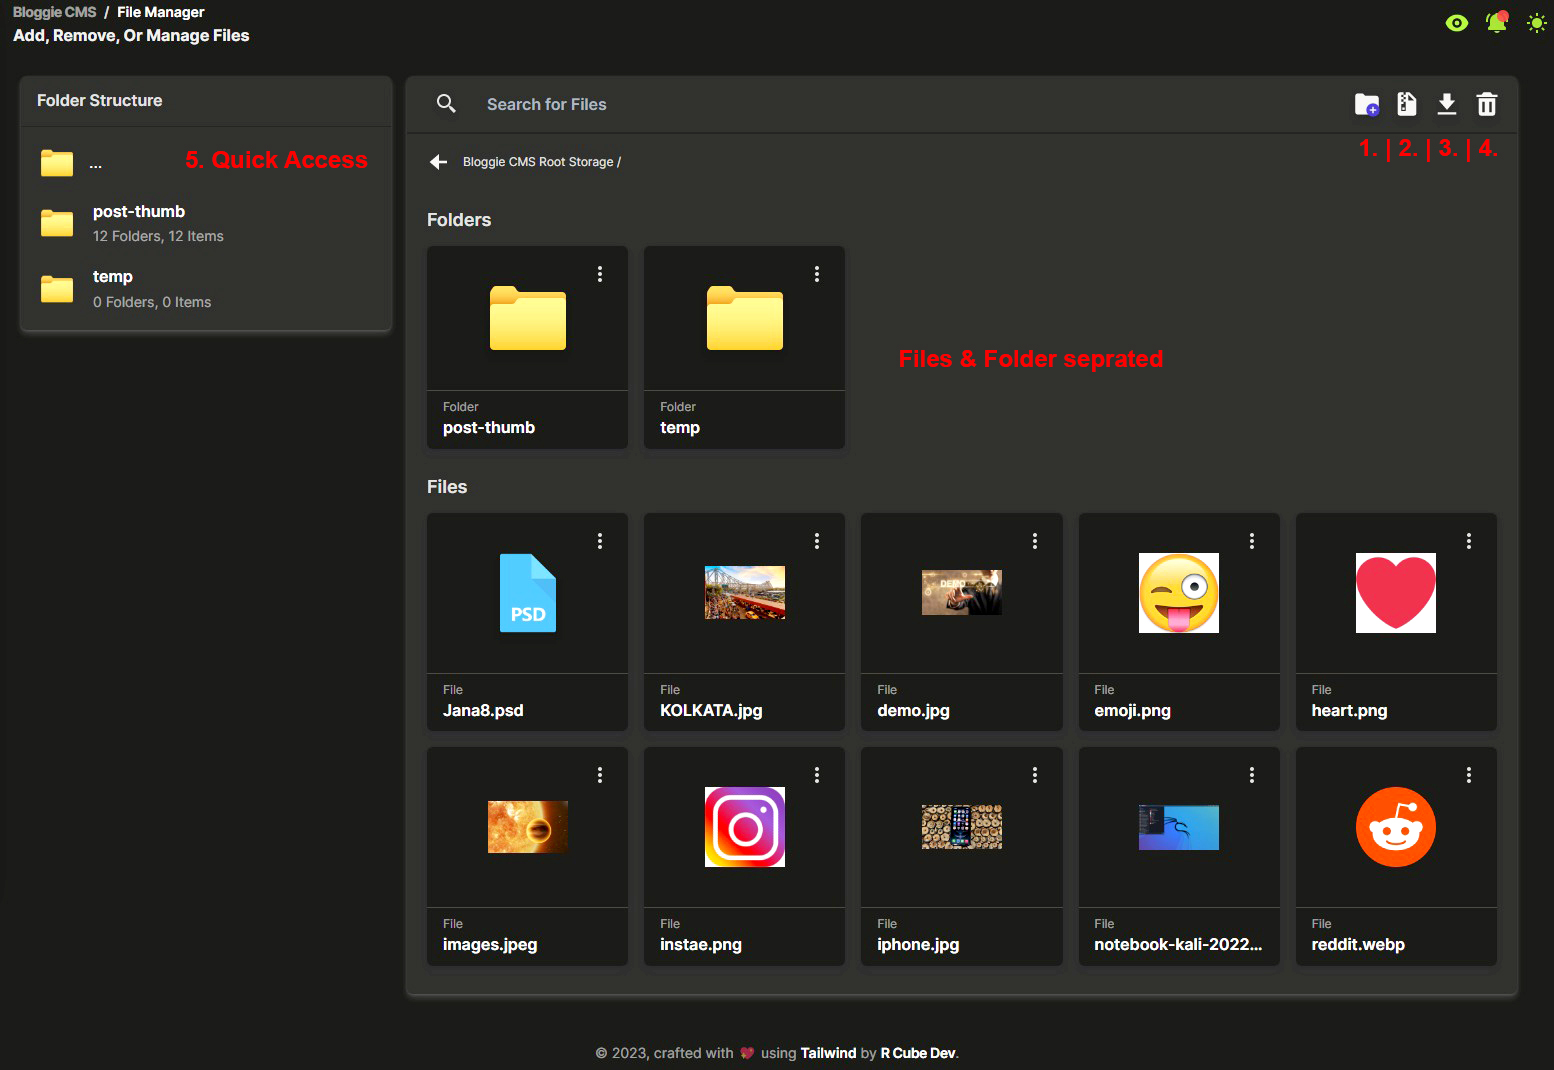 Bloggie CMS / File Manager
Add, Remove, Or Manage Files
Folder Structure
...
5. Quick Access
post-thumb
12 Folders, 12 Items
temp
0 Folders, 0 Items
Search for Files
1. | 2. | 3. | 4.
Bloggie CMS Root Storage /
Folders
Folder
post-thumb
Folder
temp
Files & Folder seprated
Files
PSD
File
Jana8.psd
File
KOLKATA.jpg
DEMO
File
demo.jpg
File
emoji.png
File
heart.png
File
images.jpeg
File
instae.png
File
iphone.jpg
File
notebook-kali-2022...
File
reddit.webp
© 2023, crafted with 💖 using Tailwind by R Cube Dev.